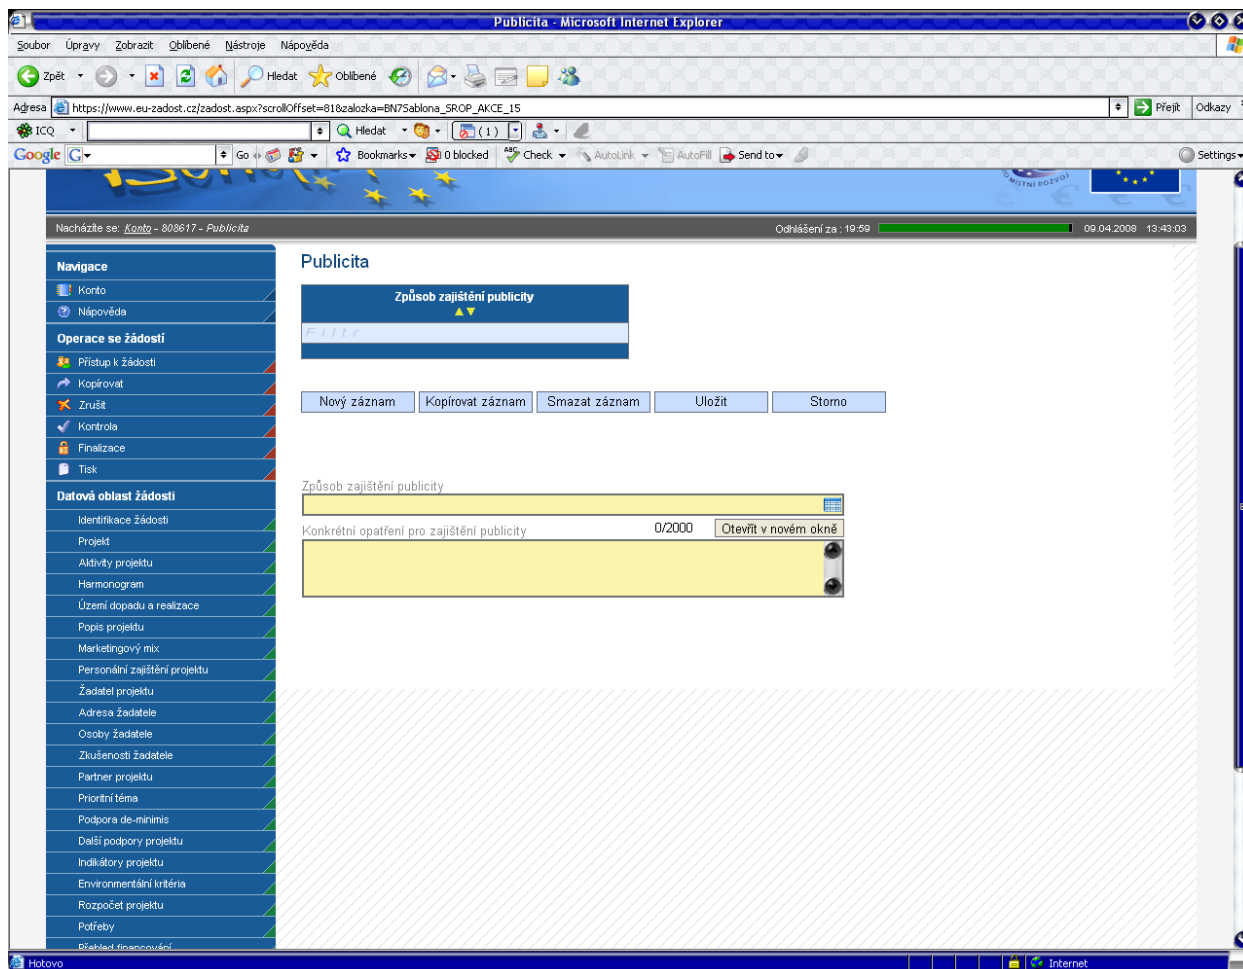 Publicita - Microsoft Internet Explorer
Soubor Úpravy Zobrazit Oblíbené Nástroje Nápověda
Zpět Hledat Oblíbené
Adresa https://www.eu-zadost.cz/zadost.aspx?scrollOffset=81&zalozka=BN7Sablona_SROP_AKCE_15 Přejít Odkazy
ICQ Hledat (1)
Google G Go Bookmarks 0 blocked Check AutoLink AutoFill Send to Settings
MÍSTNÍ ROZVOJ
Nacházíte se: Konto - 808617 - Publicita Odhlášení za : 19:59 09.04.2008 13:43:03
Navigace
Konto
Nápověda
Operace se žádostí
Přístup k žádosti
Kopírovat
Zrušit
Kontrola
Finalizace
Tisk
Datová oblast žádosti
Identifikace žádosti
Projekt
Aktivity projektu
Harmonogram
Území dopadu a realizace
Popis projektu
Marketingový mix
Personální zajištění projektu
Žadatel projektu
Adresa žadatele
Osoby žadatele
Zkušenosti žadatele
Partner projektu
Prioritní téma
Podpora de-minimis
Další podpory projektu
Indikátory projektu
Environmentální kritéria
Rozpočet projektu
Potřeby
Přehled financování
Publicita
Způsob zajištění publicity
Filtr
Nový záznam Kopírovat záznam Smazat záznam Uložit Storno
Způsob zajištění publicity
Konkrétní opatření pro zajištění publicity 0/2000 Otevřít v novém okně
Hotovo Internet